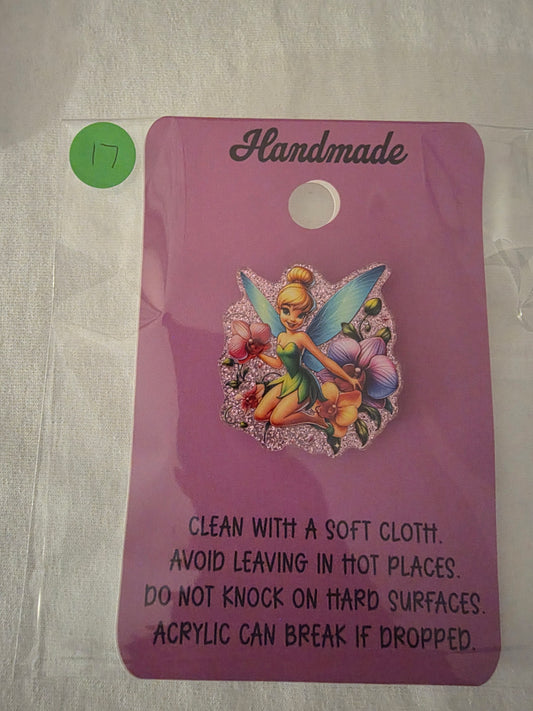 17
Handmade
CLEAN WITH A SOFT CLOTH.
AVOID LEAVING IN HOT PLACES.
DO NOT KNOCK ON HARD SURFACES.
ACRYLIC CAN BREAK IF DROPPED.